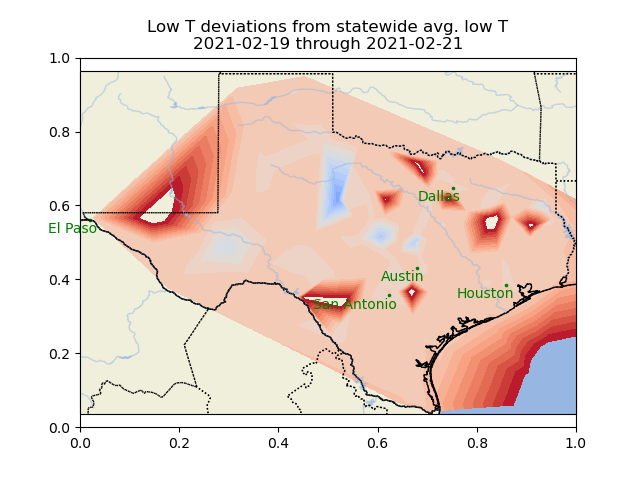 Low T deviations from statewide avg. low T
2021-02-19 through 2021-02-21
1.0
0.8
0.6
0.4
0.2
0.0
Dallas
El Paso
Austin
Houston
San Antonio
0.0 0.2 0.4 0.6 0.8 1.0